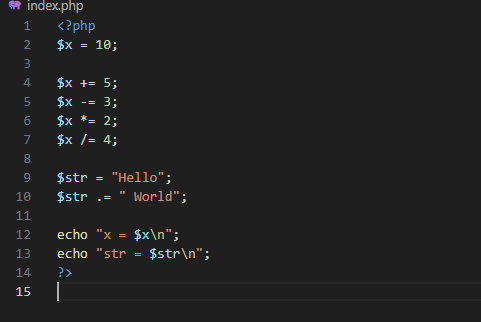 index.php
1 <?php
2 $x = 10;
3
4 $x += 5;
5 $x -= 3;
6 $x *= 2;
7 $x /= 4;
8
9 $str = "Hello";
10 $str .= " World";
11
12 echo "x = $x\n";
13 echo "str = $str\n";
14 ?>
15